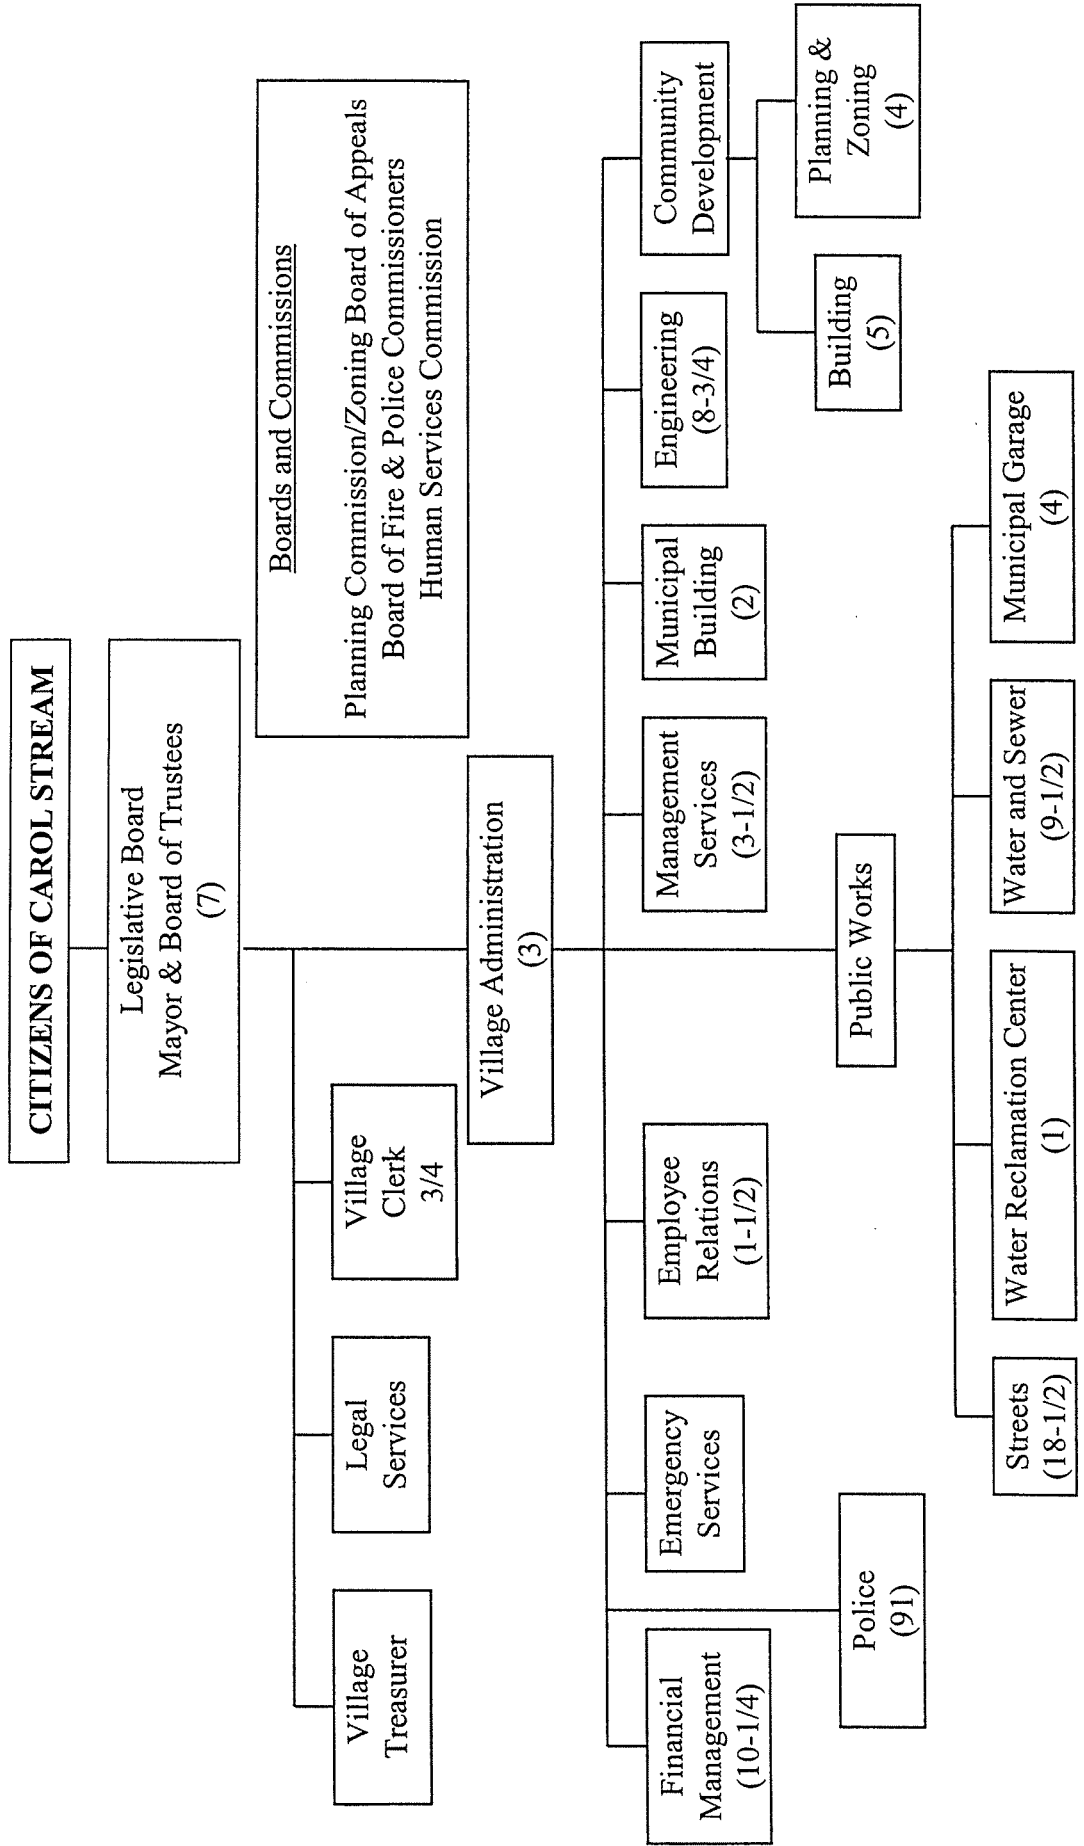 CITIZENS OF CAROL STREAM
Legislative Board
Mayor & Board of Trustees
(7)
Boards and Commissions
Planning Commission/Zoning Board of Appeals
Board of Fire & Police Commissioners
Human Services Commission
Village
Treasurer
Legal
Services
Village
Clerk
3/4
Village Administration
(3)
Financial
Management
(10-1/4)
Police
(91)
Emergency
Services
Employee
Relations
(1-1/2)
Public Works
Management
Services
(3-1/2)
Municipal
Building
(2)
Engineering
(8-3/4)
Community
Development
Building
(5)
Planning &
Zoning
(4)
Streets
(18-1/2)
Water Reclamation Center
(1)
Water and Sewer
(9-1/2)
Municipal Garage
(4)